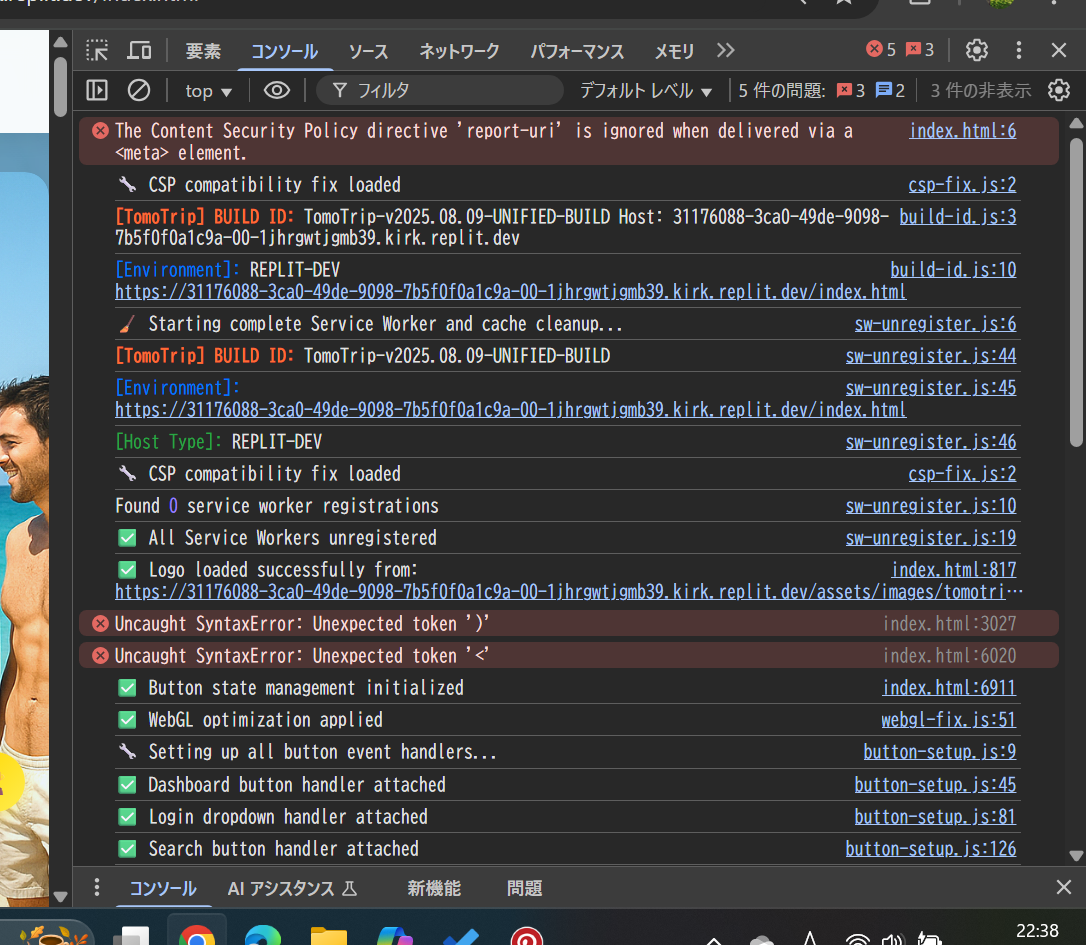 要素 コンソール ソース ネットワーク パフォーマンス メモリ 5 3
top フィルタ デフォルト レベル 5 件の問題: 3 2 3 件の非表示
The Content Security Policy directive 'report-uri' is ignored when delivered via a index.html:6
<meta> element.
CSP compatibility fix loaded csp-fix.js:2
[TomoTrip] BUILD ID: TomoTrip-v2025.08.09-UNIFIED-BUILD Host: 31176088-3ca0-49de-9098- build-id.js:3
7b5f0f0a1c9a-00-1jhrgwtjgmb39.kirk.replit.dev
[Environment]: REPLIT-DEV build-id.js:10
https://31176088-3ca0-49de-9098-7b5f0f0a1c9a-00-1jhrgwtjgmb39.kirk.replit.dev/index.html
Starting complete Service Worker and cache cleanup... sw-unregister.js:6
[TomoTrip] BUILD ID: TomoTrip-v2025.08.09-UNIFIED-BUILD sw-unregister.js:44
[Environment]: sw-unregister.js:45
https://31176088-3ca0-49de-9098-7b5f0f0a1c9a-00-1jhrgwtjgmb39.kirk.replit.dev/index.html
[Host Type]: REPLIT-DEV sw-unregister.js:46
CSP compatibility fix loaded csp-fix.js:2
Found 0 service worker registrations sw-unregister.js:10
All Service Workers unregistered sw-unregister.js:19
Logo loaded successfully from: index.html:817
https://31176088-3ca0-49de-9098-7b5f0f0a1c9a-00-1jhrgwtjgmb39.kirk.replit.dev/assets/images/tomotri…
Uncaught SyntaxError: Unexpected token ')' index.html:3027
Uncaught SyntaxError: Unexpected token '<' index.html:6020
Button state management initialized index.html:6911
WebGL optimization applied webgl-fix.js:51
Setting up all button event handlers... button-setup.js:9
Dashboard button handler attached button-setup.js:45
Login dropdown handler attached button-setup.js:81
Search button handler attached button-setup.js:126
コンソール AI アシスタンス 新機能 問題
22:38